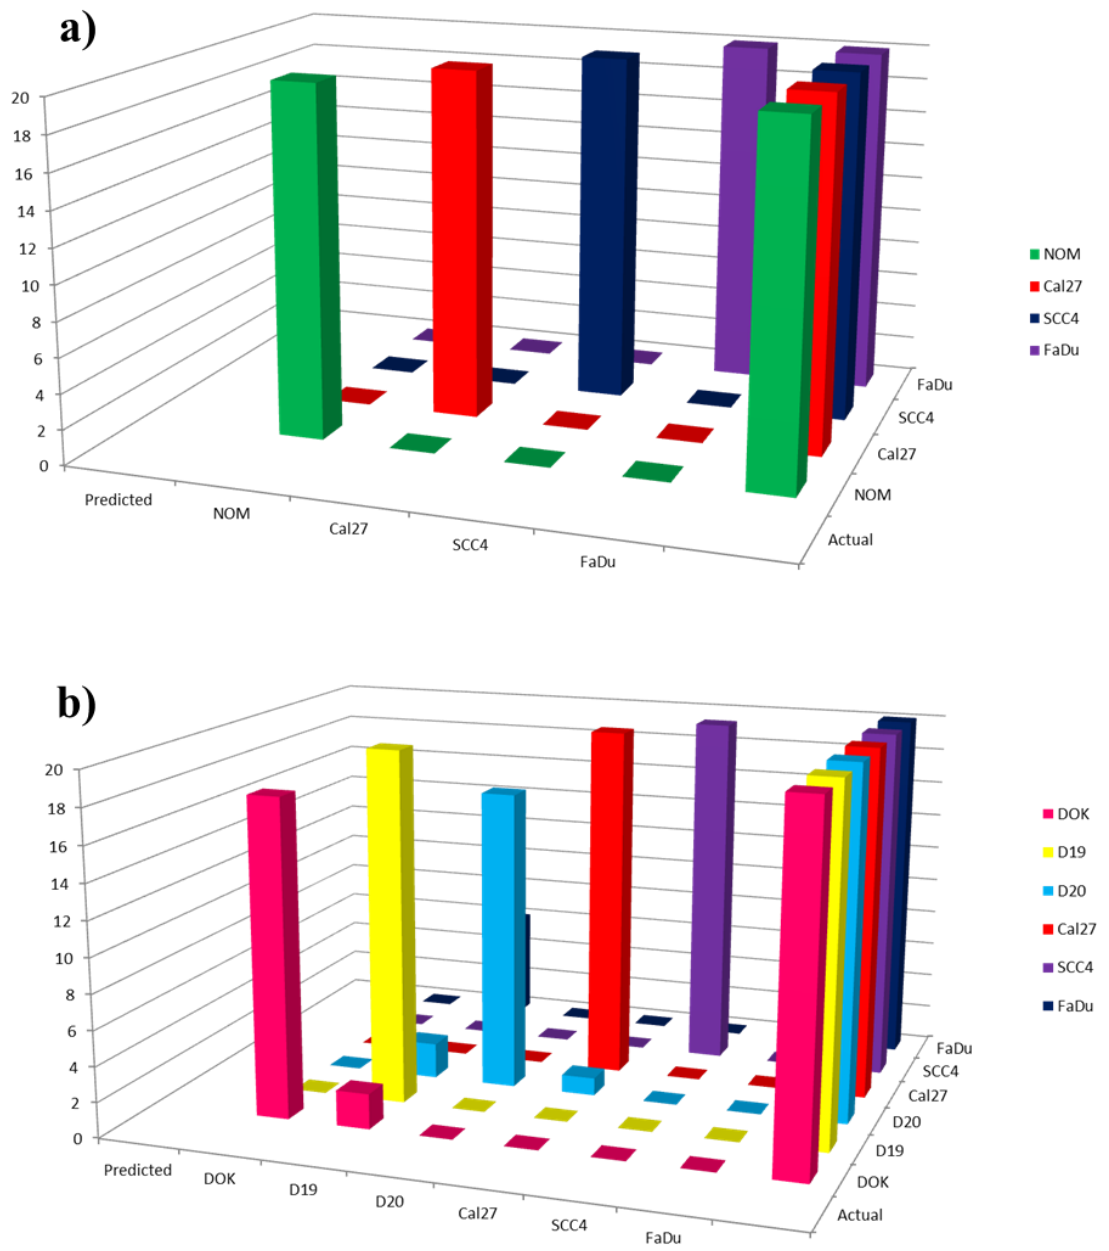 a)
20
18
16
14
12
10
8
6
4
2
0
Predicted
NOM
Cal27
SCC4
FaDu
Actual
NOM
Cal27
SCC4
FaDu
NOM
Cal27
SCC4
FaDu
b)
20
18
16
14
12
10
8
6
4
2
0
Predicted
DOK
D19
D20
Cal27
SCC4
FaDu
Actual
DOK
D19
D20
Cal27
SCC4
FaDu
DOK
D19
D20
Cal27
SCC4
FaDu